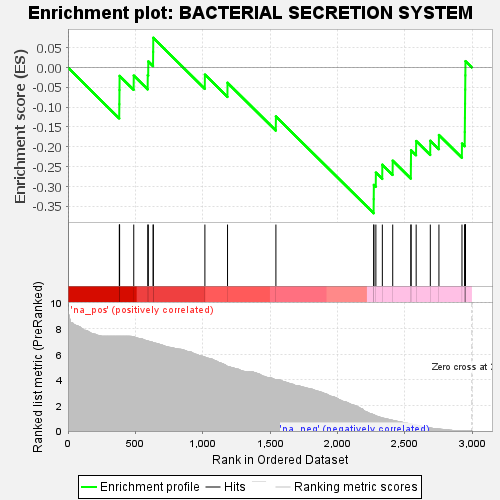 Enrichment plot: BACTERIAL SECRETION SYSTEM
Enrichment score (ES)
0.05
0.00
-0.05
-0.10
-0.15
-0.20
-0.25
-0.30
-0.35
'na_pos' (positively correlated)
Ranked list metric (PreRanked)
10
8
6
4
2
0
Zero cross at
'na_neg' (negatively correlated)
0
500
1,000
1,500
2,000
2,500
3,000
Rank in Ordered Dataset
Enrichment profile
Hits
Ranking metric scores